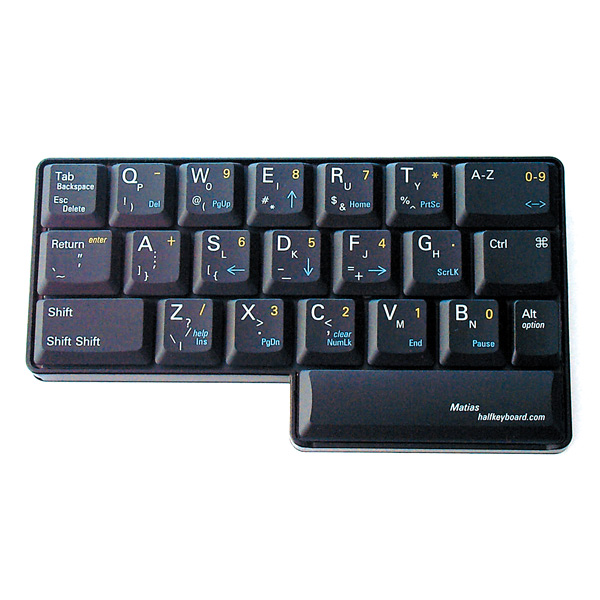 Tab Backspace Esc Delete
Q P – ! ) Del
W O 9 @ ( PgUp
E I 8 # * ↑
R U 7 $ & Home
T Y * % ^ PrtSc
A-Z 0-9 <-->
Return enter " ` ~ '
A ; : + ] }
S L 6 [ { ←
D K 5 – _ ↓
F J 4 = + →
G H . ScrLK
Ctrl ⌘
Shift
Shift Shift
Z ? / / \ | help Ins
X > . 3 PgDn
C < , 2 clear NumLk
V M 1 End
B N 0 Pause
Alt option
Matias
halfkeyboard.com